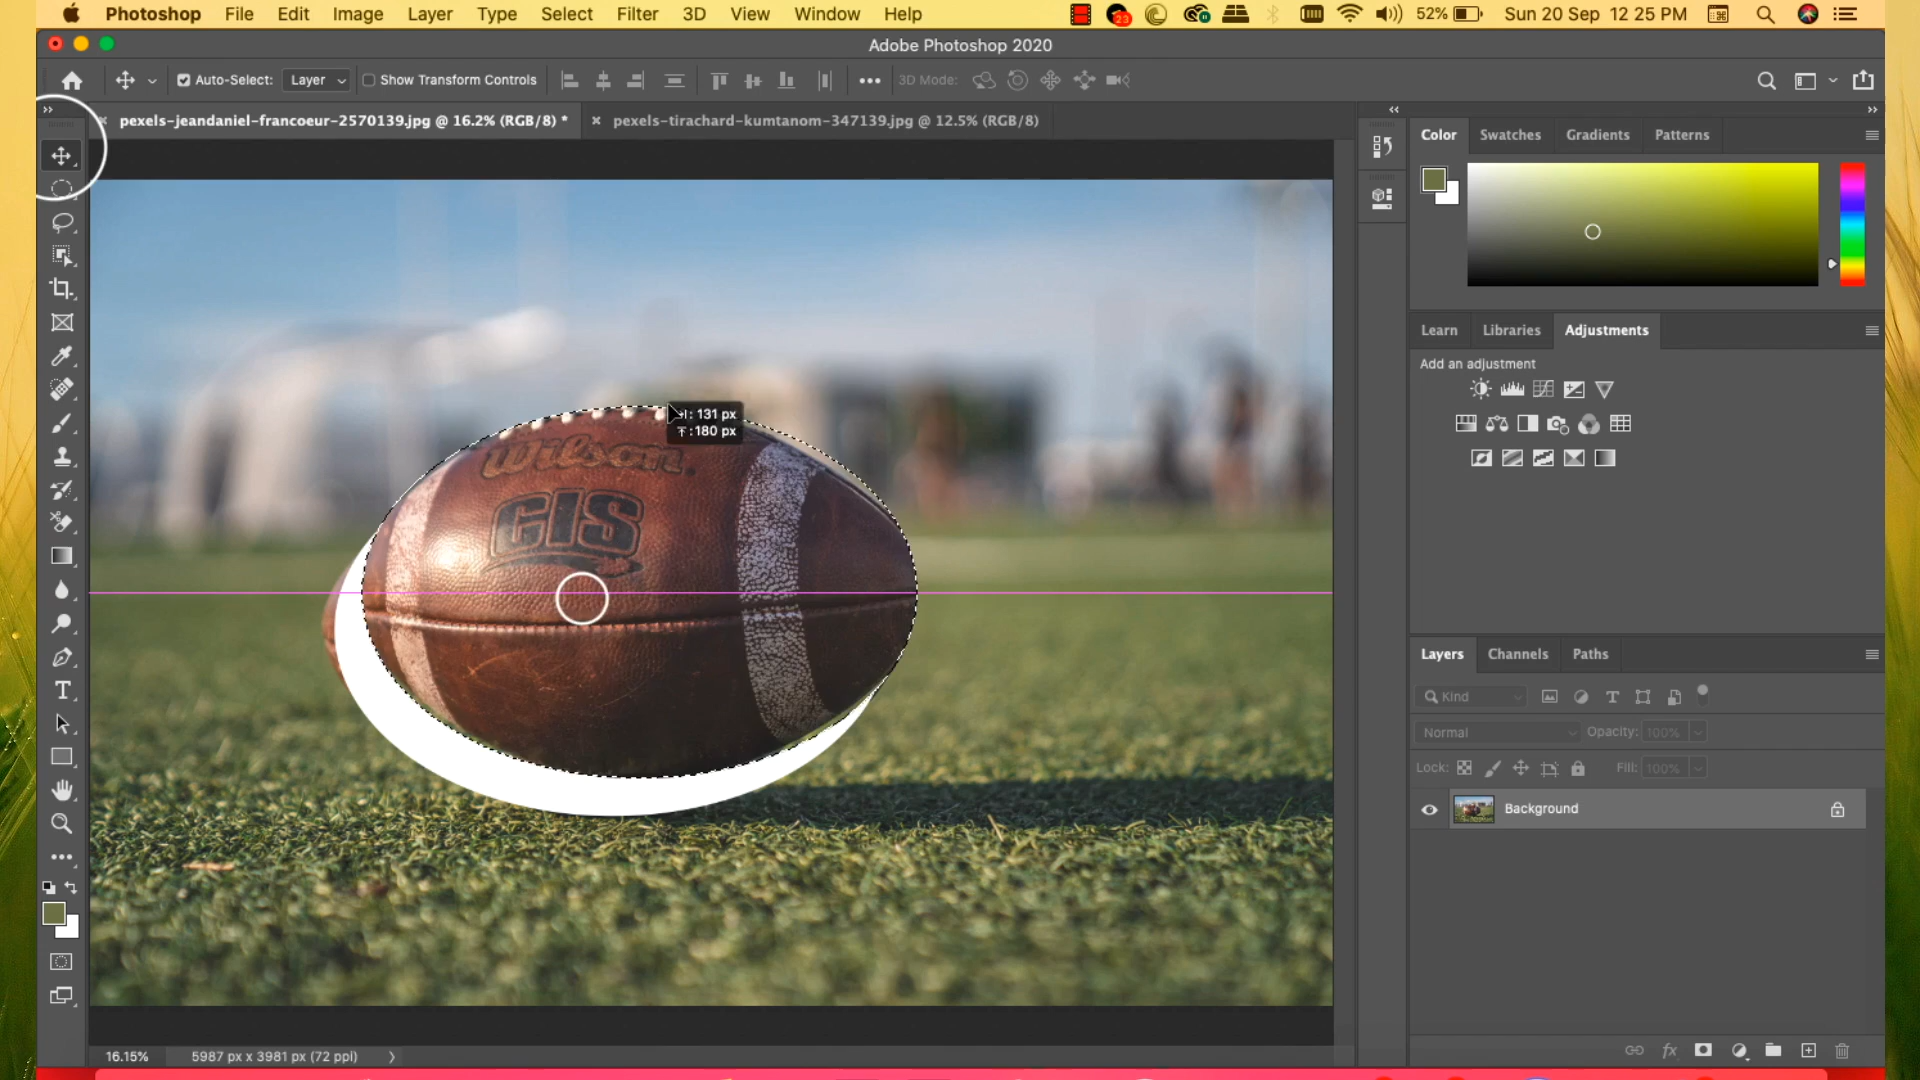 Photoshop File Edit Image Layer Type Select Filter 3D View Window Help 23 52% Sun 20 Sep 12 25 PM
Adobe Photoshop 2020
Auto-Select: Layer Show Transform Controls 3D Mode:
pexels-jeandaniel-francoeur-2570139.jpg @ 16.2% (RGB/8) * pexels-tirachard-kumtanom-347139.jpg @ 12.5% (RGB/8)
Color Swatches Gradients Patterns
Learn Libraries Adjustments
Add an adjustment
: 131 px
: 180 px
Wilson
CIS
Layers Channels Paths
Kind
Normal Opacity: 100%
Lock: Fill: 100%
Background
fx
16.15% 5987 px x 3981 px (72 ppi)